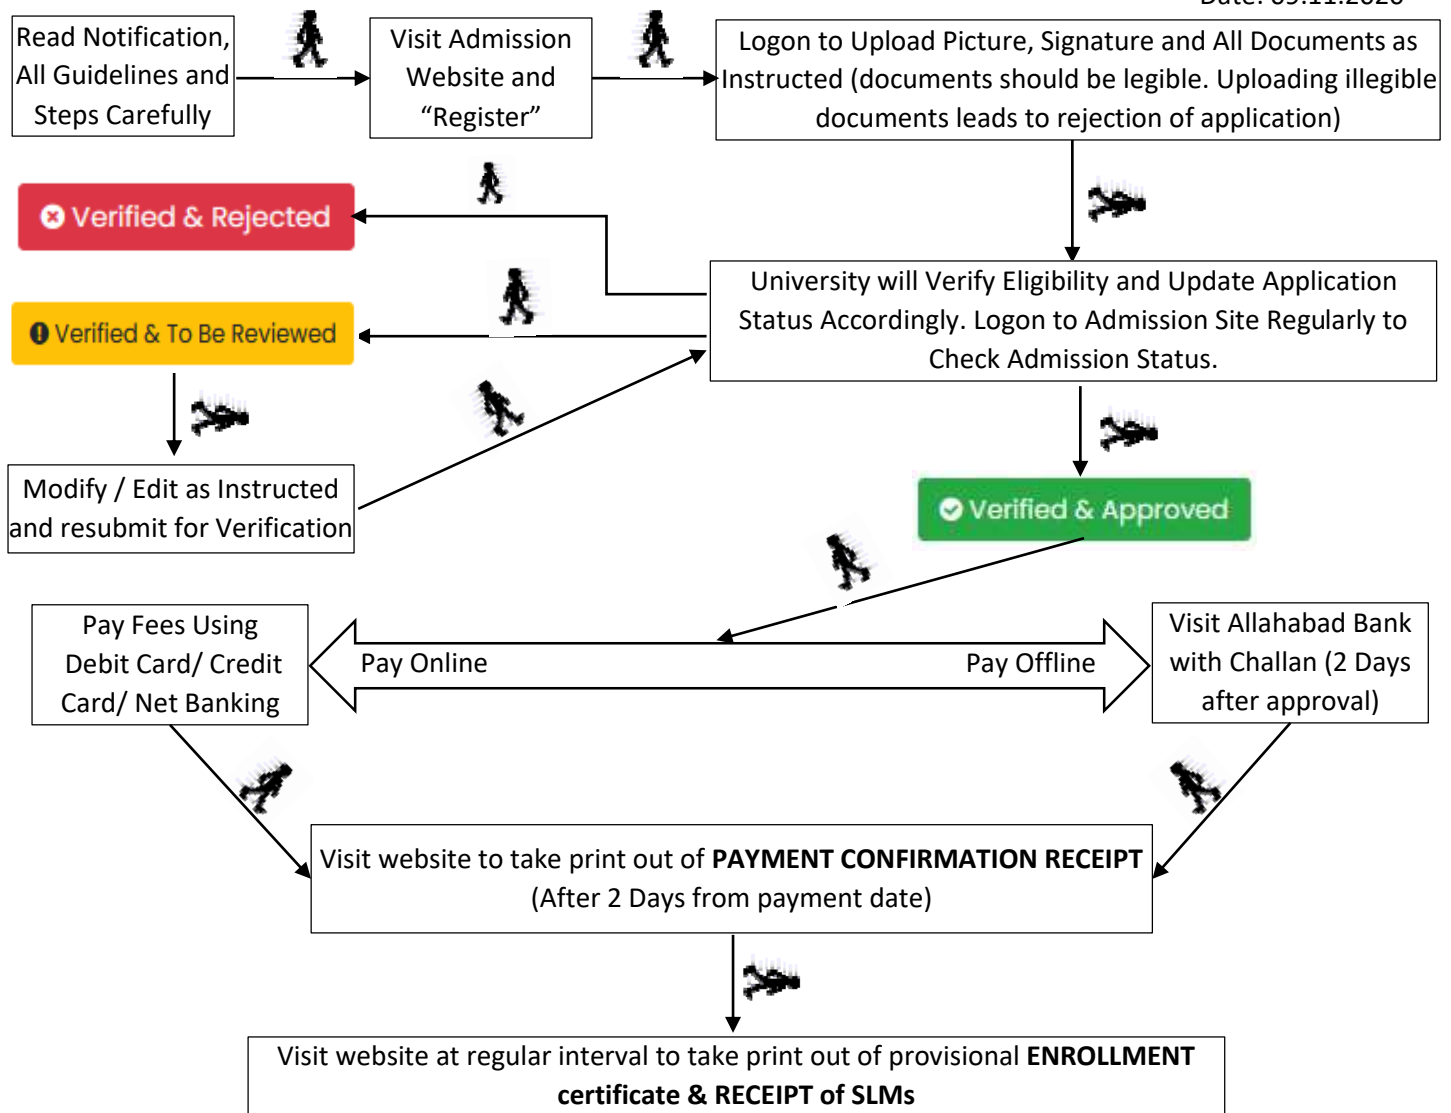 Read Notification,
All Guidelines and
Steps Carefully
Visit Admission
Website and
“Register”
Logon to Upload Picture, Signature and All Documents as
Instructed (documents should be legible. Uploading illegible
documents leads to rejection of application)
Verified & Rejected
University will Verify Eligibility and Update Application
Status Accordingly. Logon to Admission Site Regularly to
Check Admission Status.
Verified & To Be Reviewed
Modify / Edit as Instructed
and resubmit for Verification
Verified & Approved
Pay Fees Using
Debit Card/ Credit
Card/ Net Banking
Pay Online
Pay Offline
Visit Allahabad Bank
with Challan (2 Days
after approval)
Visit website to take print out of PAYMENT CONFIRMATION RECEIPT
(After 2 Days from payment date)
Visit website at regular interval to take print out of provisional ENROLLMENT
certificate & RECEIPT of SLMs